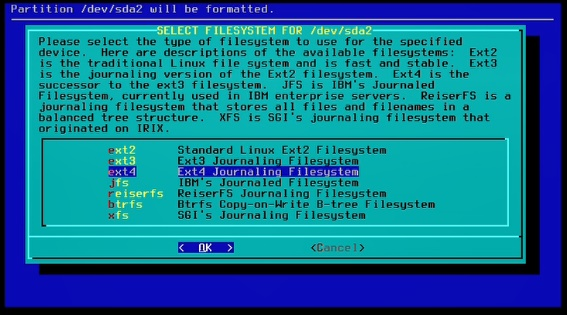 Partition /dev/sda2 will be formatted.
SELECT FILESYSTEM FOR /dev/sda2
Please select the type of filesystem to use for the specified
device.  Here are descriptions of the available filesystems:  Ext2
is the traditional Linux file system and is fast and stable.  Ext3
is the journaling version of the Ext2 filesystem.  Ext4 is the
successor to the ext3 filesystem.  JFS is IBM's Journaled
Filesystem, currently used in IBM enterprise servers.  ReiserFS is a
journaling filesystem that stores all files and filenames in a
balanced tree structure.  XFS is SGI's journaling filesystem that
originated on IRIX.
ext2 Standard Linux Ext2 Filesystem
ext3 Ext3 Journaling Filesystem
ext4 Ext4 Journaling Filesystem
jfs IBM's Journaled Filesystem
reiserfs ReiserFS Journaling Filesystem
btrfs Btrfs Copy-on-Write B-tree Filesystem
xfs SGI's Journaling Filesystem
< OK > <Cancel>